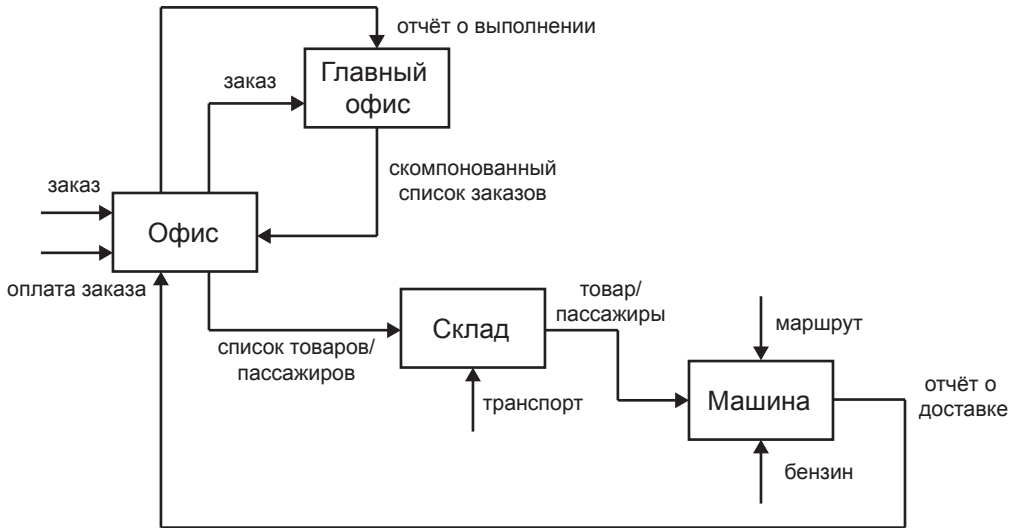 отчёт о выполнении
Главный
офис
заказ
скомпонованный
список заказов
заказ
Офис
оплата заказа
товар/
пассажиры
Склад
список товаров/
пассажиров
транспорт
маршрут
Машина
отчёт о
доставке
бензин